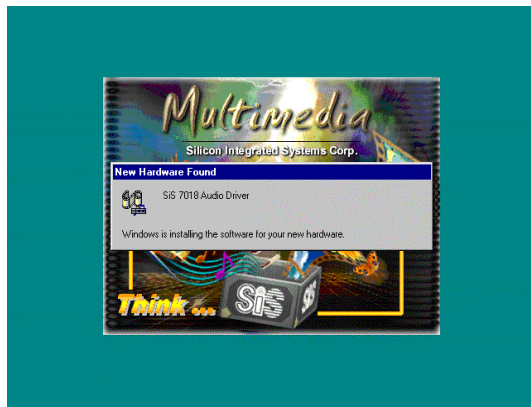 Multimedia
Silicon Integrated Systems Corp.
New Hardware Found
SiS 7018 Audio Driver
Windows is installing the software for your new hardware.
Think ...
SiS
SiS